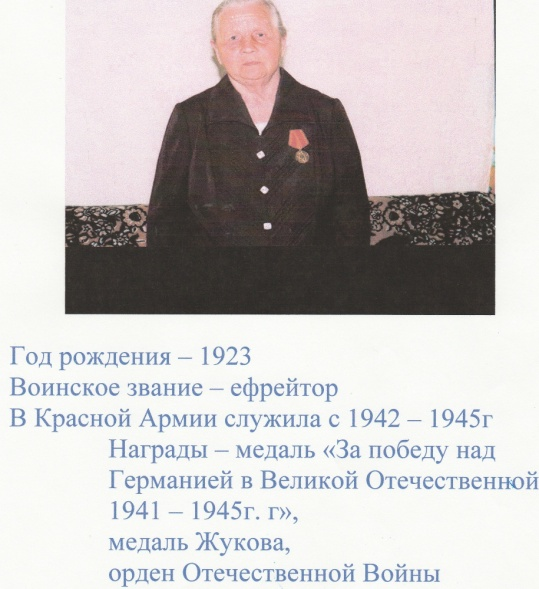 Год рождения – 1923
Воинское звание – ефрейтор
В Красной Армии служила с 1942 – 1945г
Награды – медаль «За победу над
Германией в Великой Отечественной
1941 – 1945г. г»,
медаль Жукова,
орден Отечественной Войны